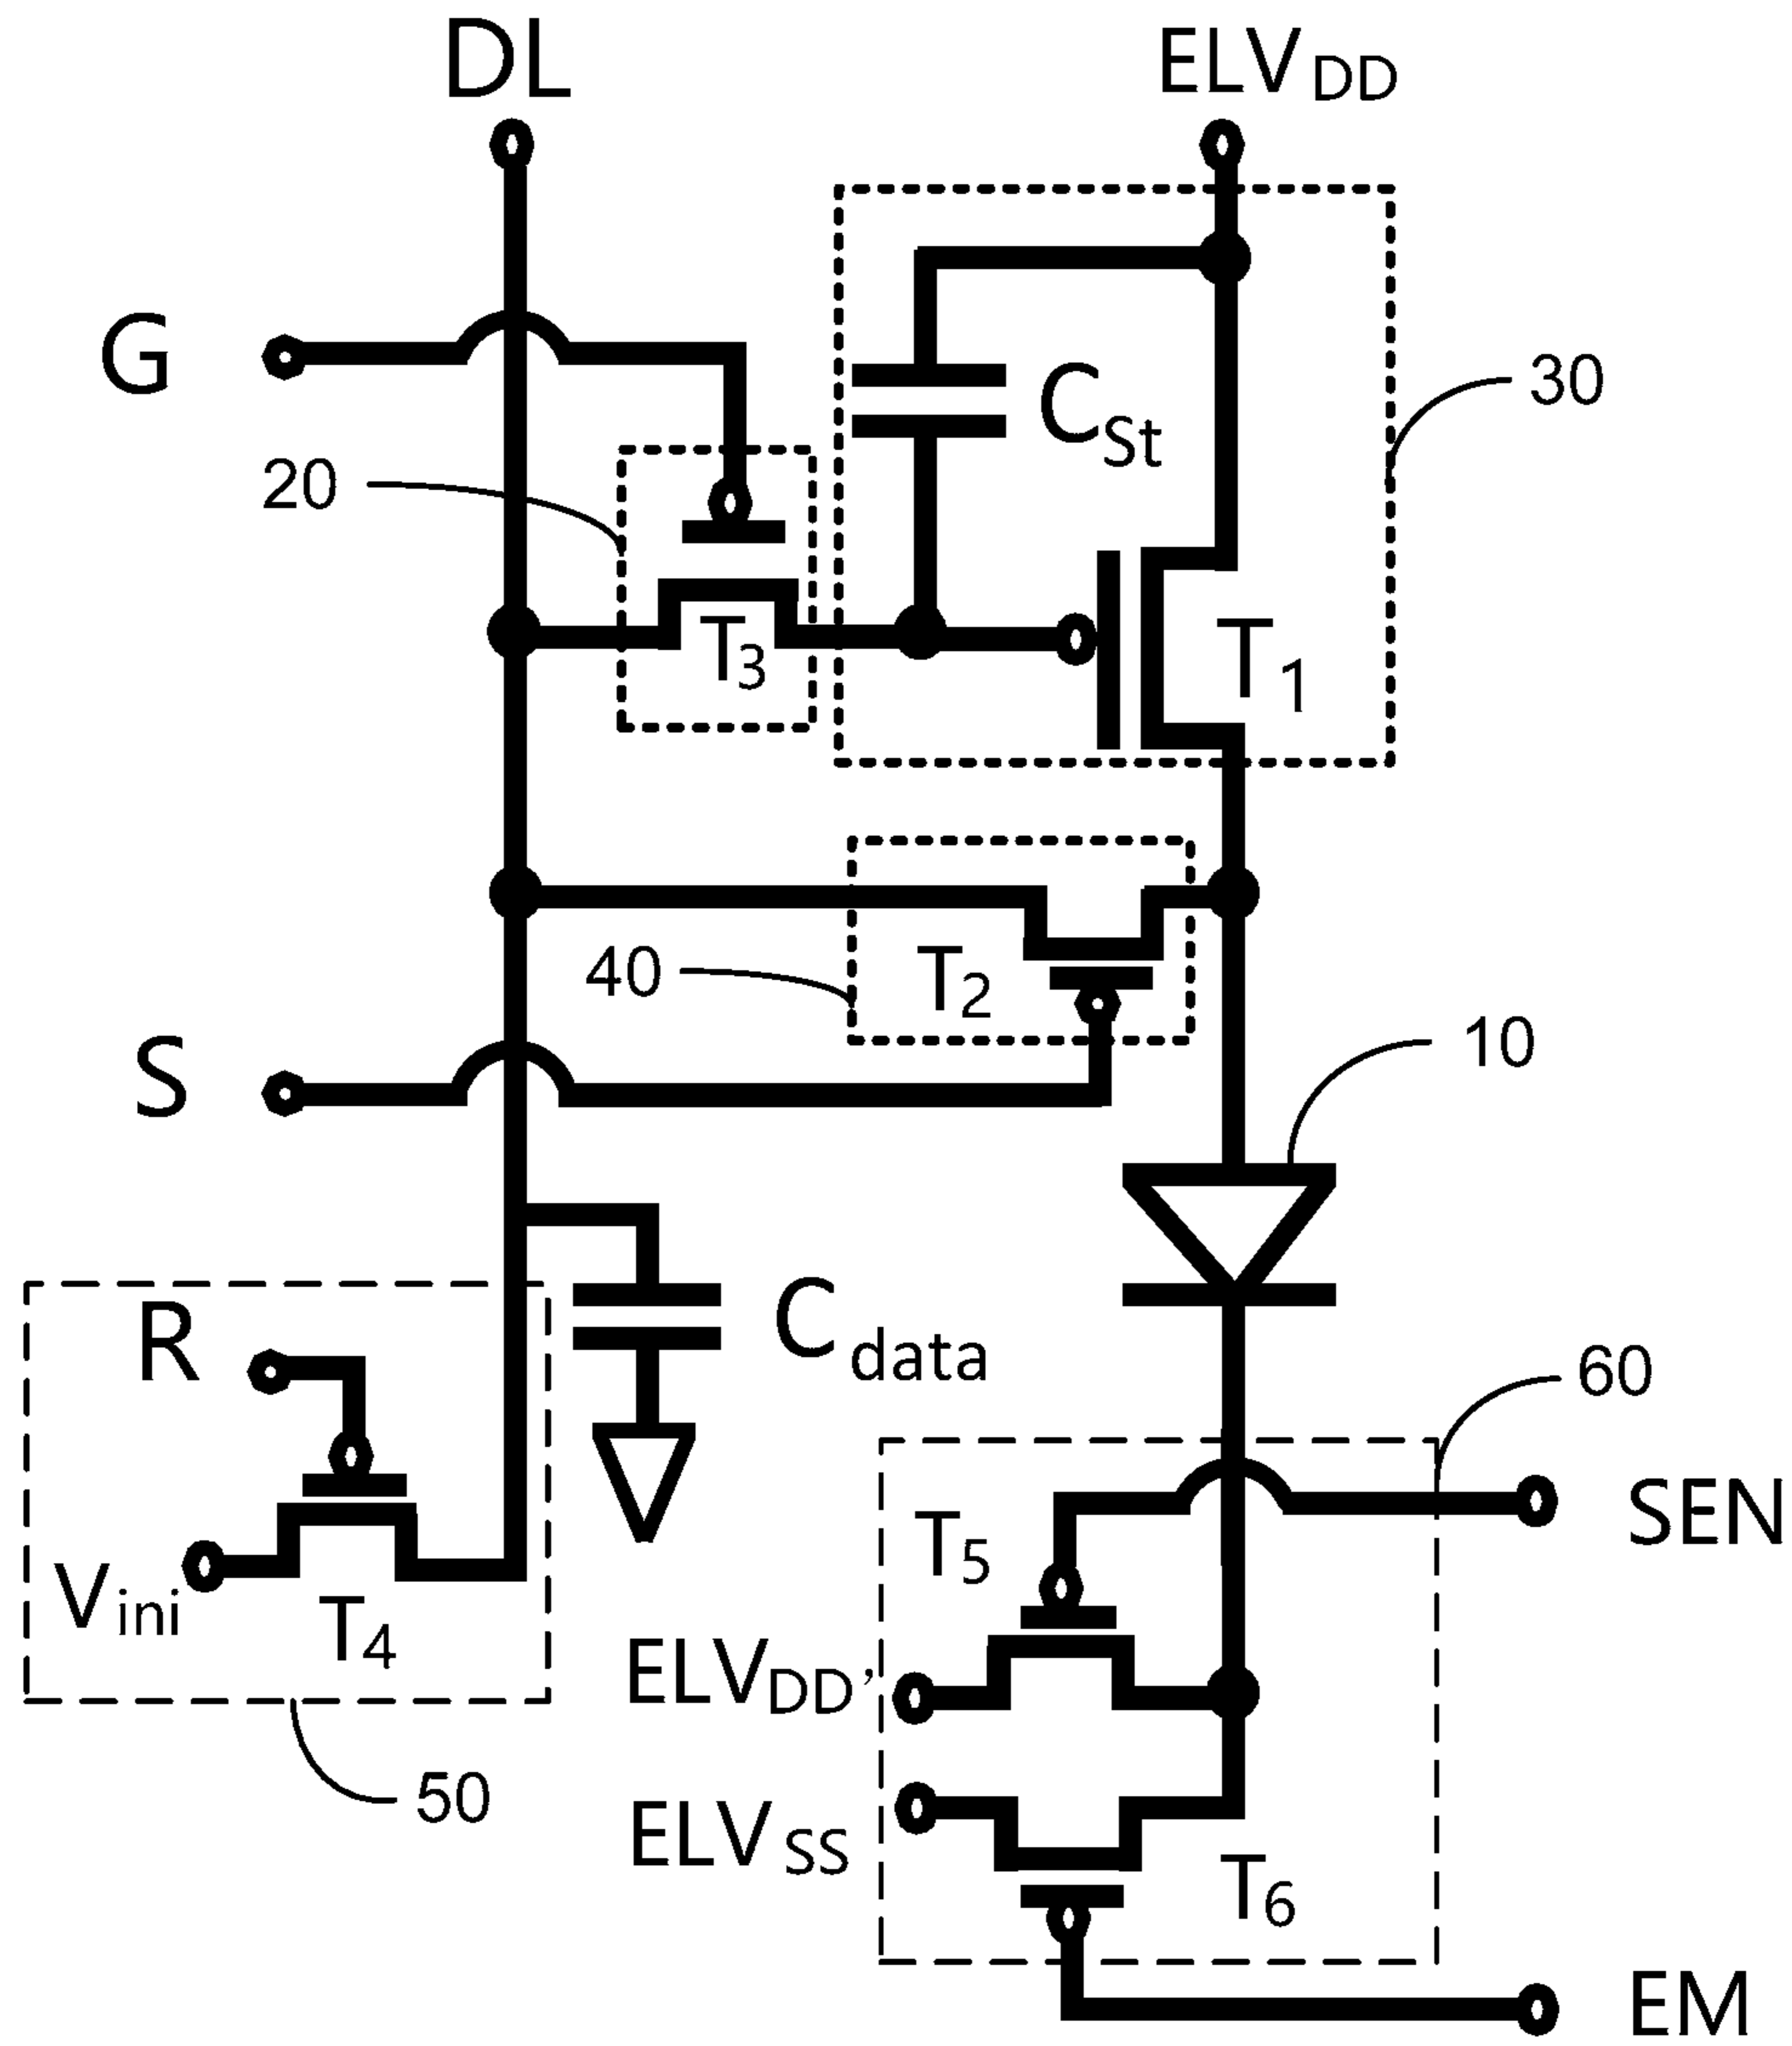 DL
ELVDD
G
CSt
30
20
T3
T1
T2
40
S
10
R
Cdata
60
SEN
T5
Vini
T4
ELVDD'
50
ELVSS
T6
EM